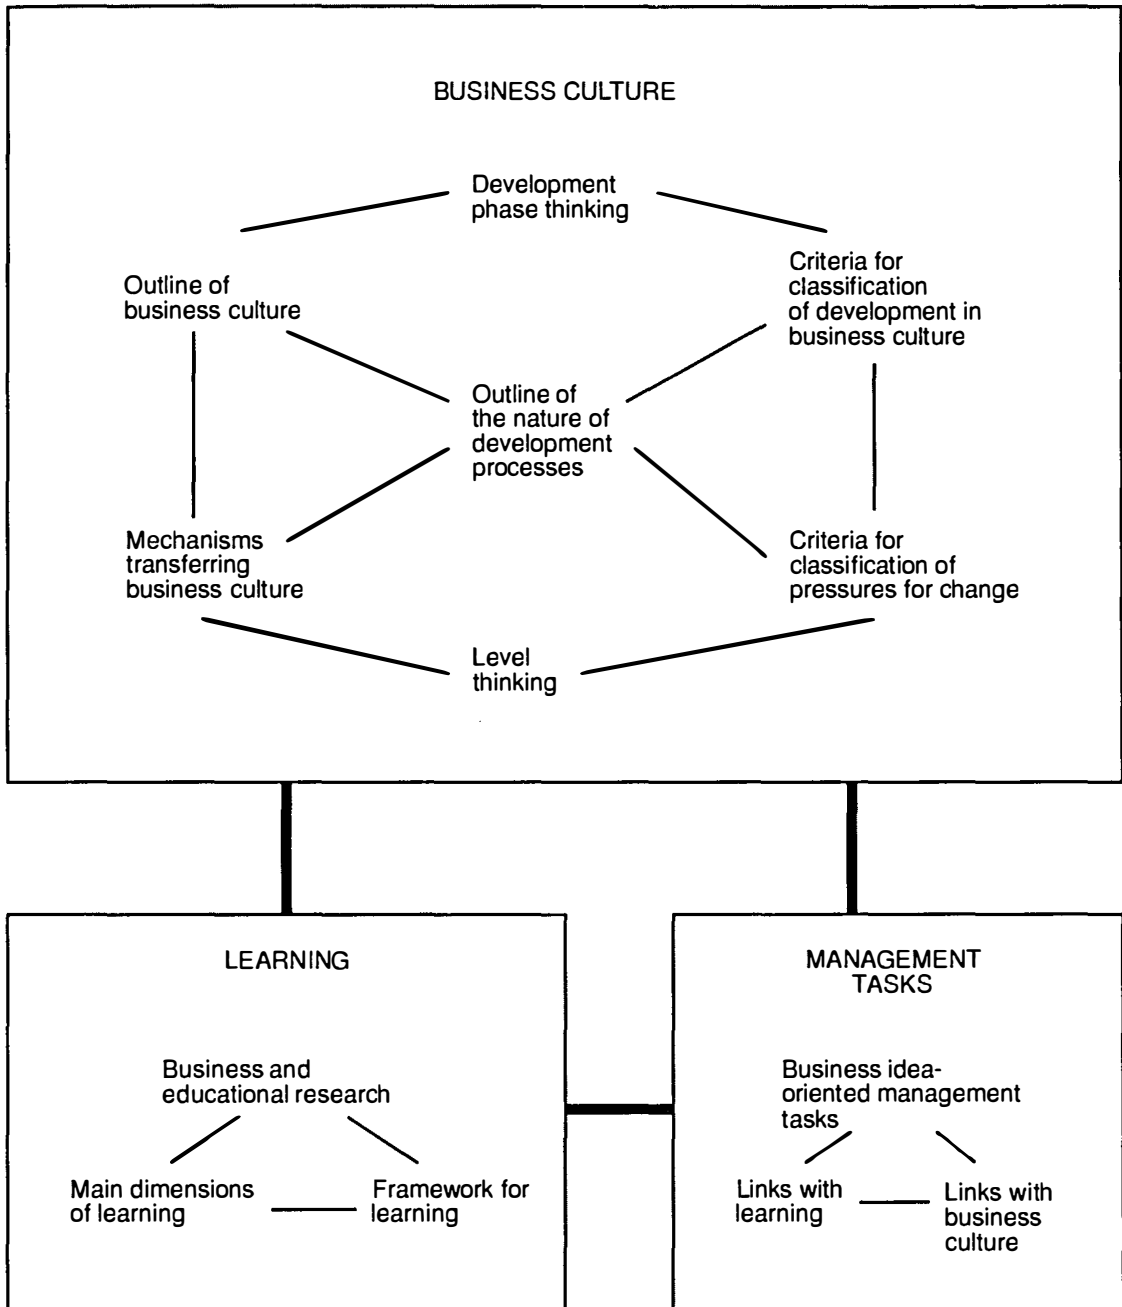 BUSINESS CULTURE
Development
phase thinking
Outline of
business culture
Criteria for
classification
of development in
business culture
Outline of
the nature of
development
processes
Mechanisms
transferring
business culture
Criteria for
classification of
pressures for change
Level
thinking
LEARNING
Business and
educational research
Main dimensions
of learning
Framework for
learning
MANAGEMENT
TASKS
Business idea-
oriented management
tasks
Links with
learning
Links with
business
culture